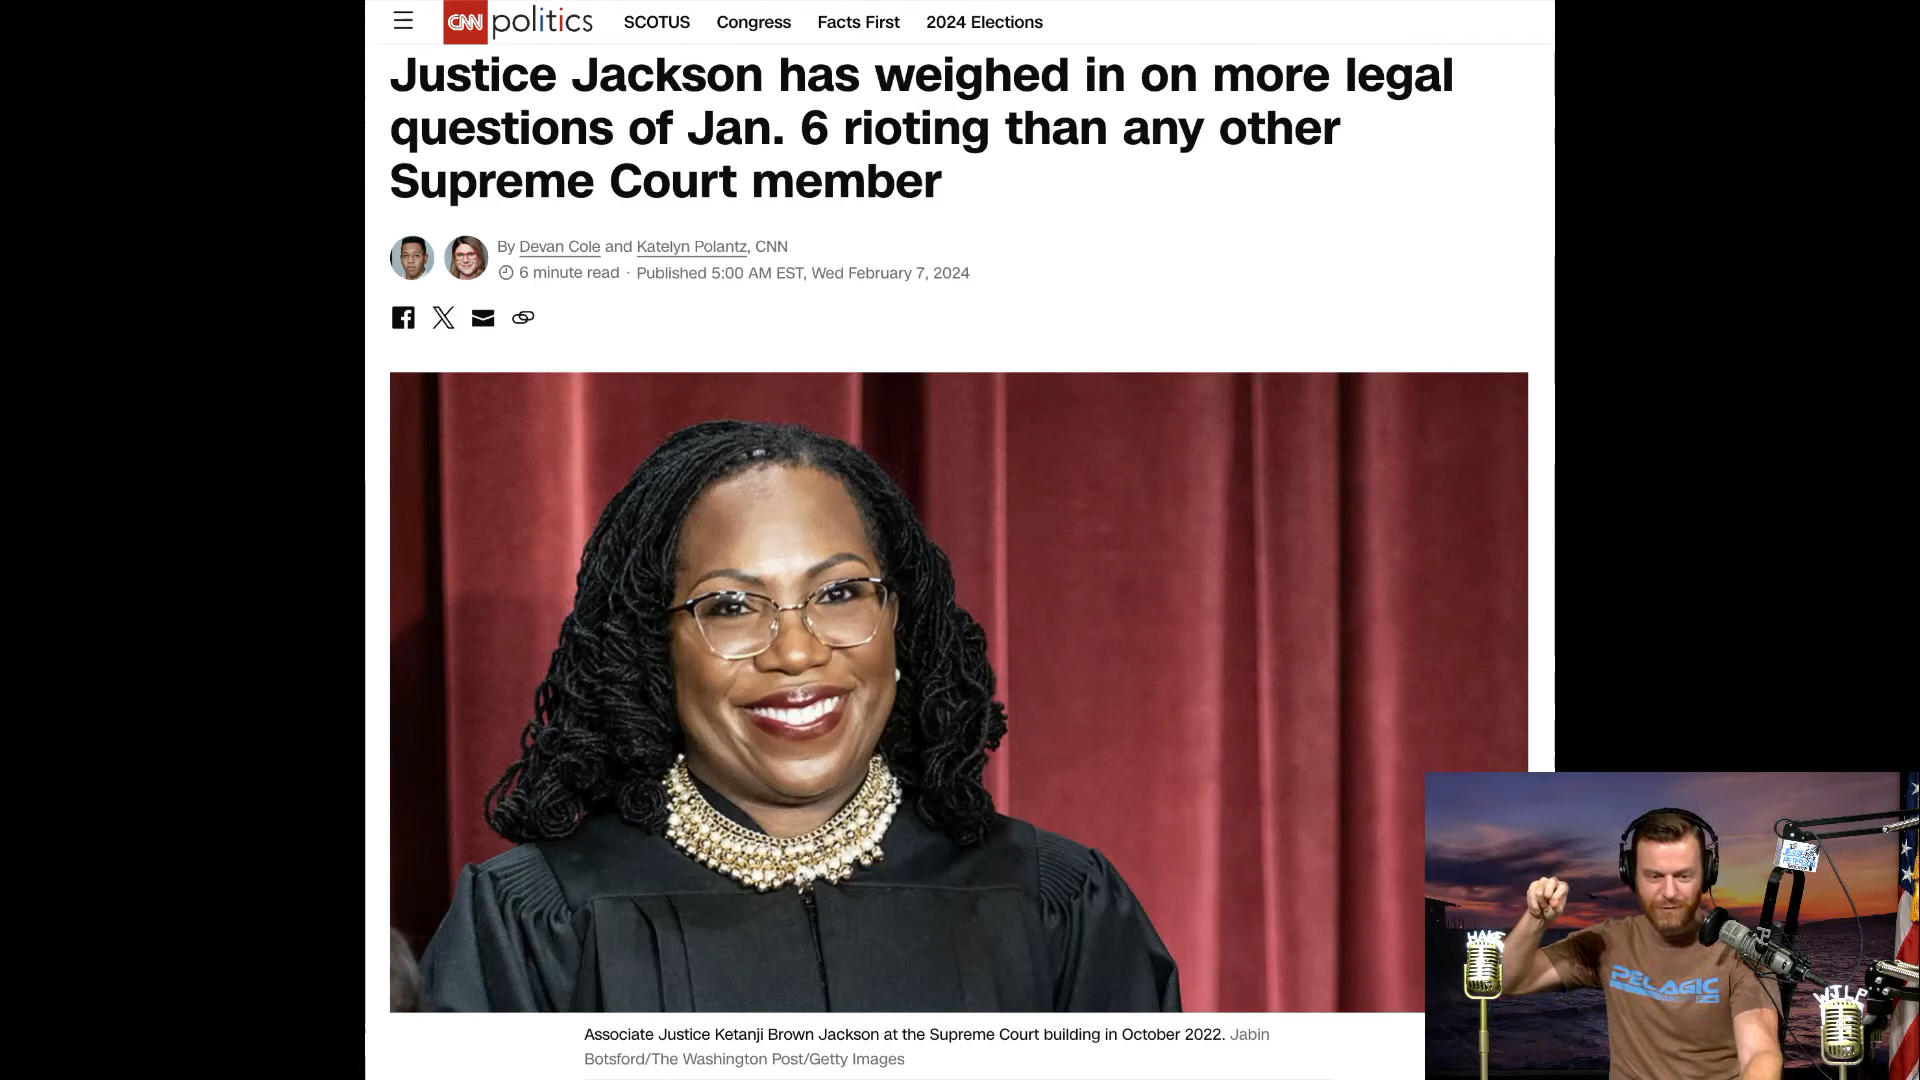 CNN politics SCOTUS Congress Facts First 2024 Elections
Justice Jackson has weighed in on more legal
questions of Jan. 6 rioting than any other
Supreme Court member
By Devan Cole and Katelyn Polantz, CNN
6 minute read · Published 5:00 AM EST, Wed February 7, 2024
Associate Justice Ketanji Brown Jackson at the Supreme Court building in October 2022. Jabin
Botsford/The Washington Post/Getty Images
JESSE
HAKE
PELAGIC
WJLP